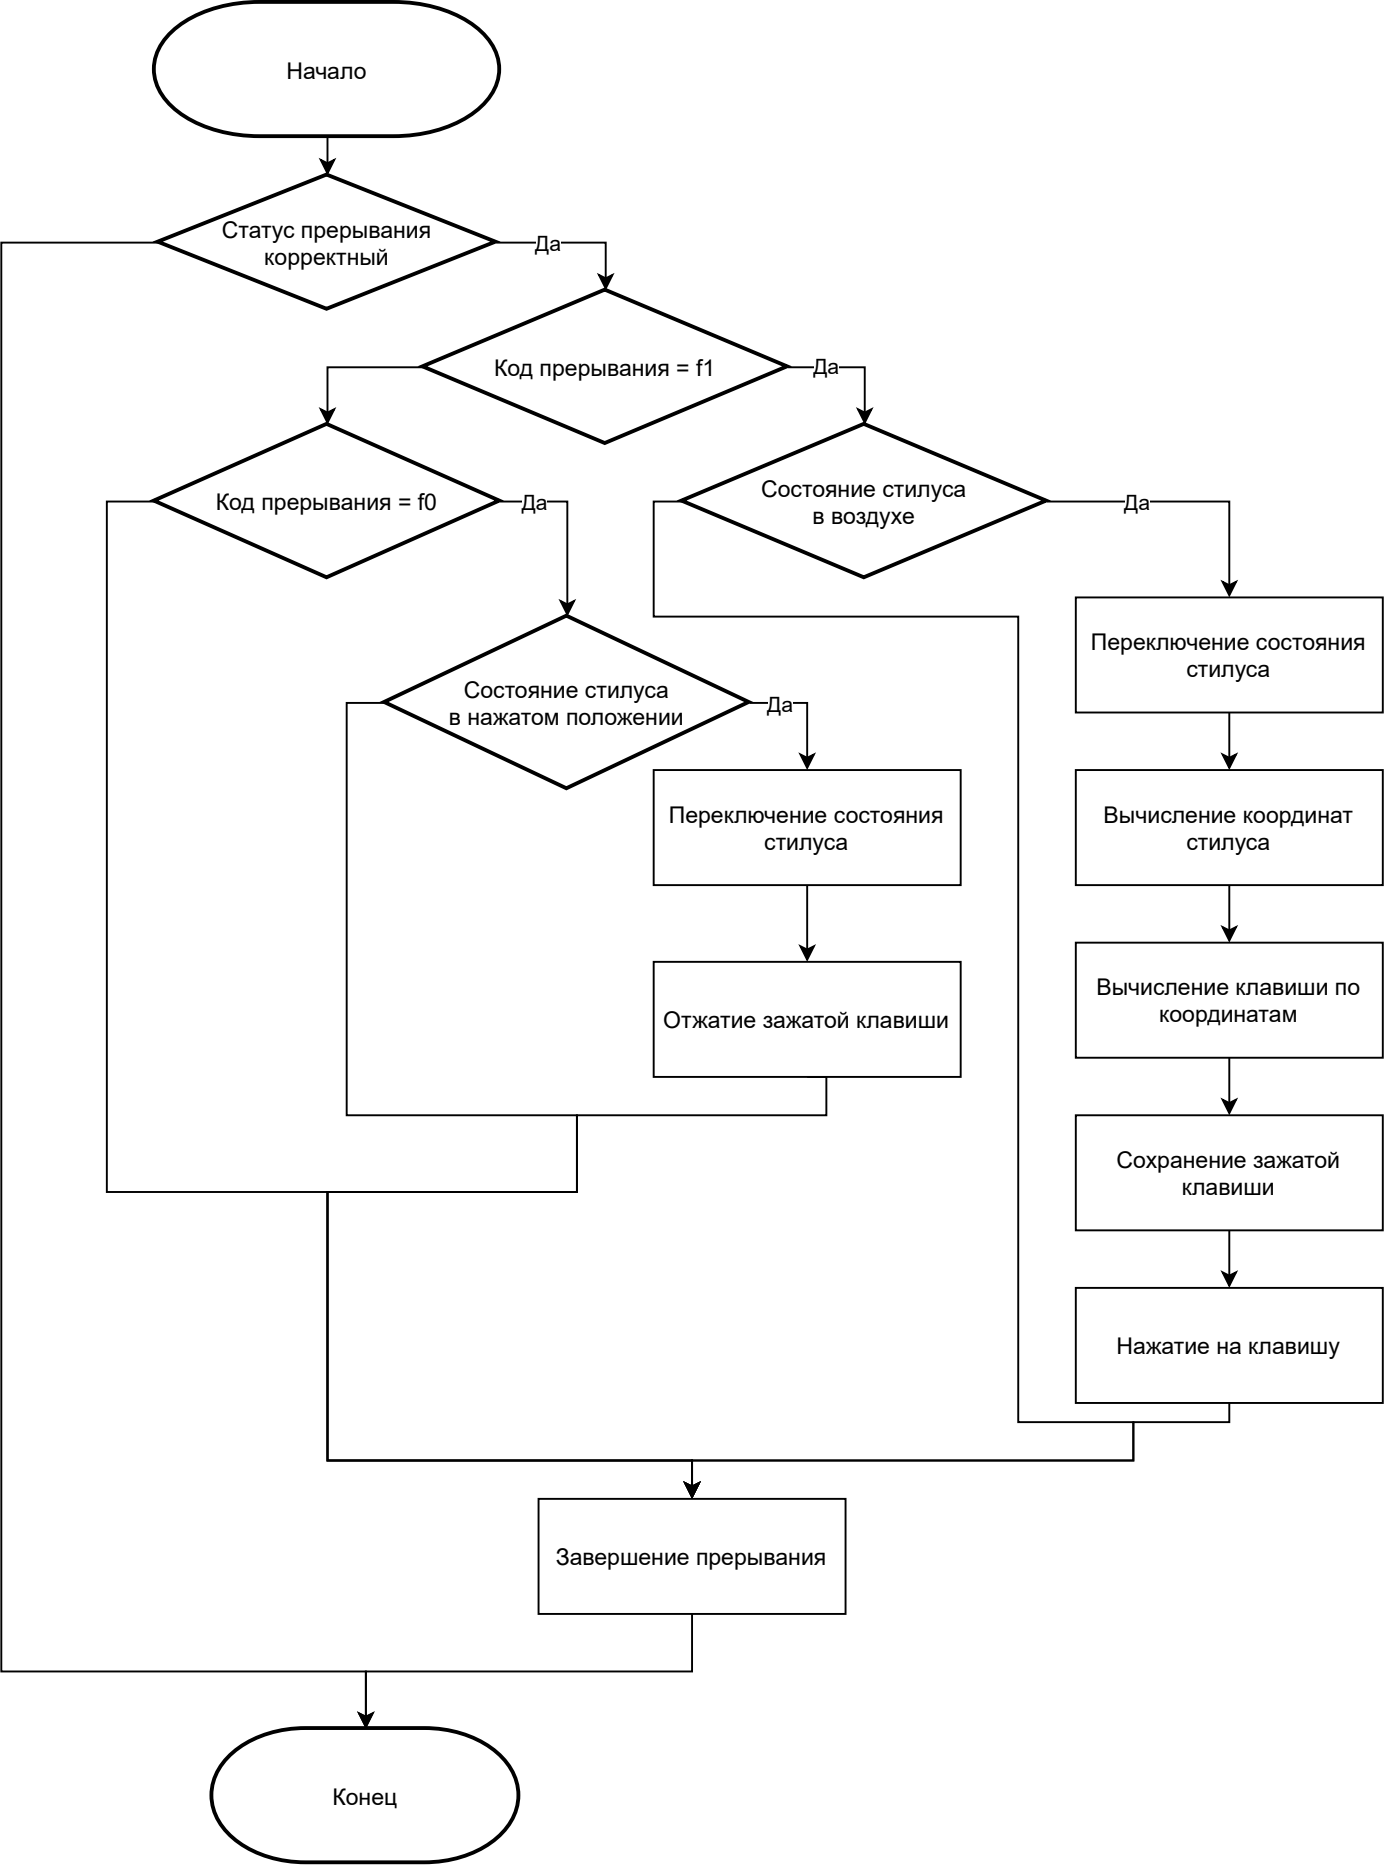 Начало
Статус прерывания
корректный
Да
Код прерывания = f1
Да
Код прерывания = f0
Да
Состояние стилуса
в воздухе
Да
Переключение состояния
стилуса
Состояние стилуса
в нажатом положении
Да
Переключение состояния
стилуса
Вычисление координат
стилуса
Отжатие зажатой клавиши
Вычисление клавиши по
координатам
Сохранение зажатой
клавиши
Нажатие на клавишу
Завершение прерывания
Конец